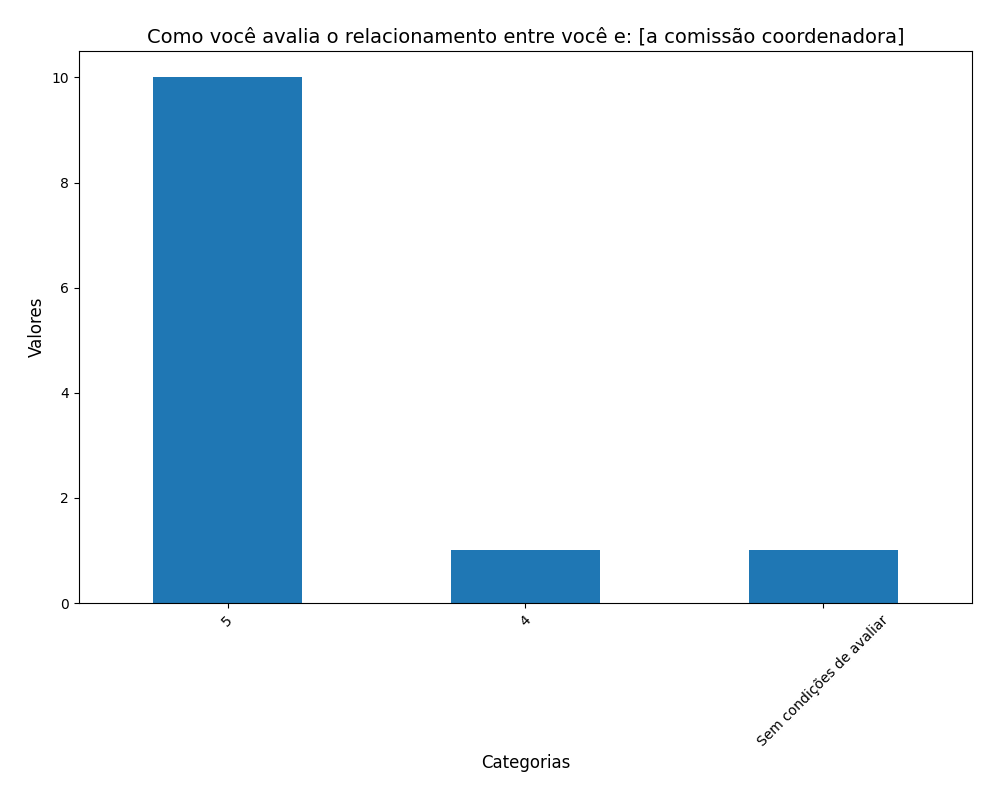 Como você avalia o relacionamento entre você e: [a comissão coordenadora]
Valores
10
8
6
4
2
0
5
4
Sem condições de avaliar
Categorias